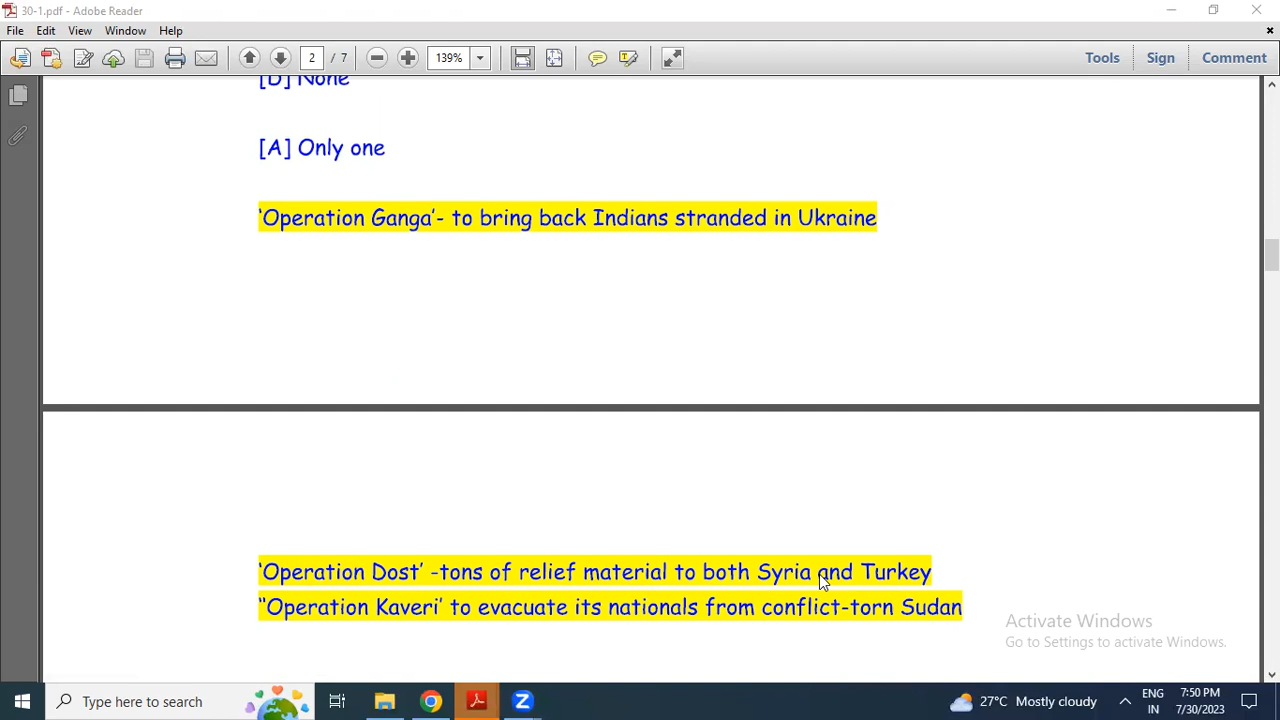 30-1.pdf - Adobe Reader
File Edit View Window Help
2 / 7 139% Tools Sign Comment
[D] None
[A] Only one
‘Operation Ganga’- to bring back Indians stranded in Ukraine
‘Operation Dost’ -tons of relief material to both Syria and Turkey
‘‘Operation Kaveri’ to evacuate its nationals from conflict-torn Sudan
Activate Windows
Go to Settings to activate Windows.
Type here to search
27°C Mostly cloudy
ENG
IN
7:50 PM
7/30/2023